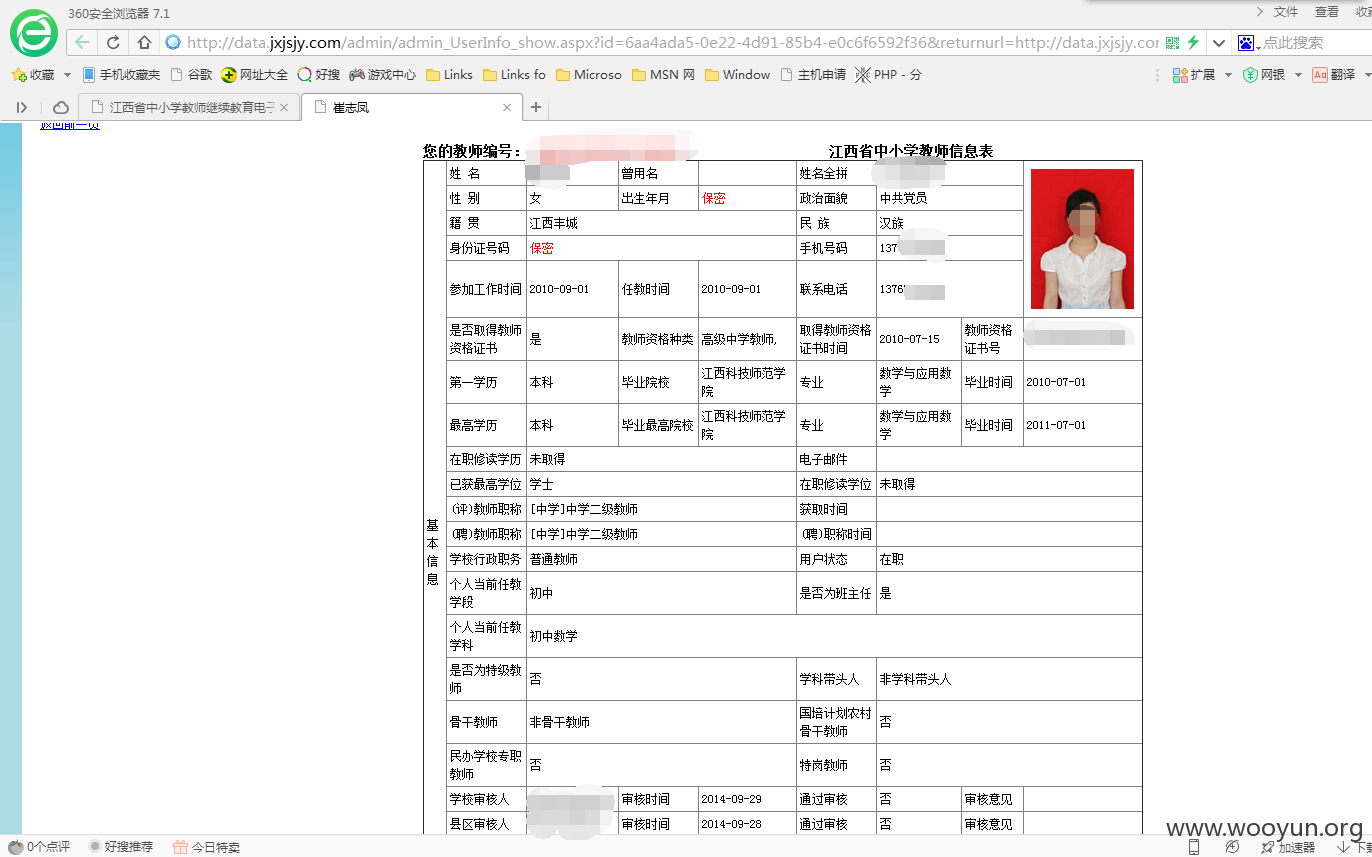 360安全浏览器 7.1
文件 查看 收
http://data.jxjsjy.com/admin/admin_UserInfo_show.aspx?id=6aa4ada5-0e22-4d91-85b4-e0c6f6592f36&returnurl=http://data.jxjsjy.cor
点此搜索
收藏 手机收藏夹 谷歌 网址大全 好搜 游戏中心 Links Links fo Microso MSN 网 Window 主机申请 PHP - 分 扩展 网银 翻译
江西省中小学教师继续教育电子 崔志凤
返回前一页
您的教师编号: 江西省中小学教师信息表
姓 名 曾用名 姓名全拼
性 别 女 出生年月 保密 政治面貌 中共党员
籍 贯 江西丰城 民 族 汉族
身份证号码 保密 手机号码 137
参加工作时间 2010-09-01 任教时间 2010-09-01 联系电话 1376
是否取得教师资格证书 是 教师资格种类 高级中学教师, 取得教师资格证书时间 2010-07-15 教师资格证书号
第一学历 本科 毕业院校 江西科技师范学院 专业 数学与应用数学 毕业时间 2010-07-01
最高学历 本科 毕业最高院校 江西科技师范学院 专业 数学与应用数学 毕业时间 2011-07-01
在职修读学历 未取得 电子邮件
已获最高学位 学士 在职修读学位 未取得
(评)教师职称 [中学]中学二级教师 获取时间
(聘)教师职称 [中学]中学二级教师 (聘)职称时间
学校行政职务 普通教师 用户状态 在职
个人当前任教学段 初中 是否为班主任 是
个人当前任教学科 初中数学
是否为特级教师 否 学科带头人 非学科带头人
骨干教师 非骨干教师 国培计划农村骨干教师 否
民办学校专职教师 否 特岗教师 否
学校审核人 审核时间 2014-09-29 通过审核 否 审核意见
县区审核人 审核时间 2014-09-28 通过审核 否 审核意见
基本信息
www.wooyun.org
0个点评 好搜推荐 今日特卖 加速器 下载